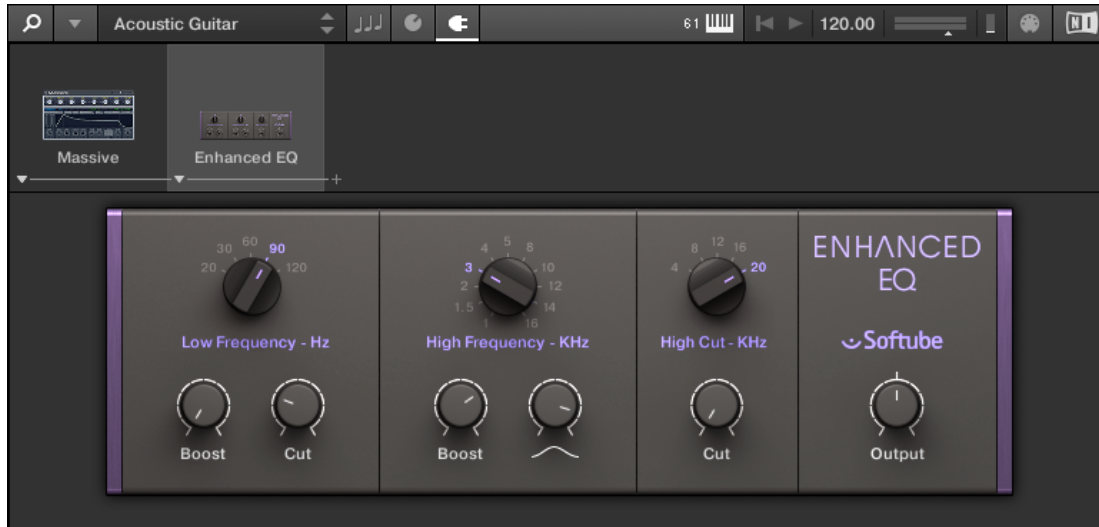 Acoustic Guitar
61
120.00
NI
Massive
Enhanced EQ
20 30 60 90 120
Low Frequency - Hz
Boost
Cut
1 1.5 2 3 4 5 8 10 12 14 16
High Frequency - KHz
Boost
4 8 12 16 20
High Cut - KHz
Cut
ENHANCED
EQ
Softube
Output